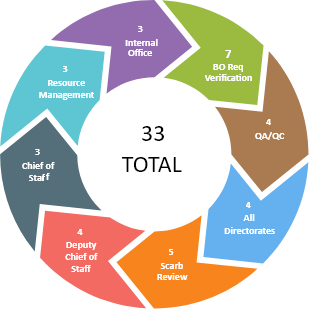 3
Internal
Office
7
BO Req
Verification
4
QA/QC
4
All
Directorates
5
Scarb
Review
4
Deputy
Chief of
Staff
3
Chief of
Staff
3
Resource
Management
33
TOTAL